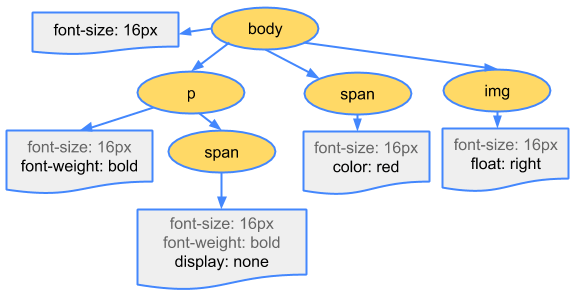 font-size: 16px
body
p
span
img
font-size: 16px
font-weight: bold
span
font-size: 16px
color: red
font-size: 16px
float: right
font-size: 16px
font-weight: bold
display: none